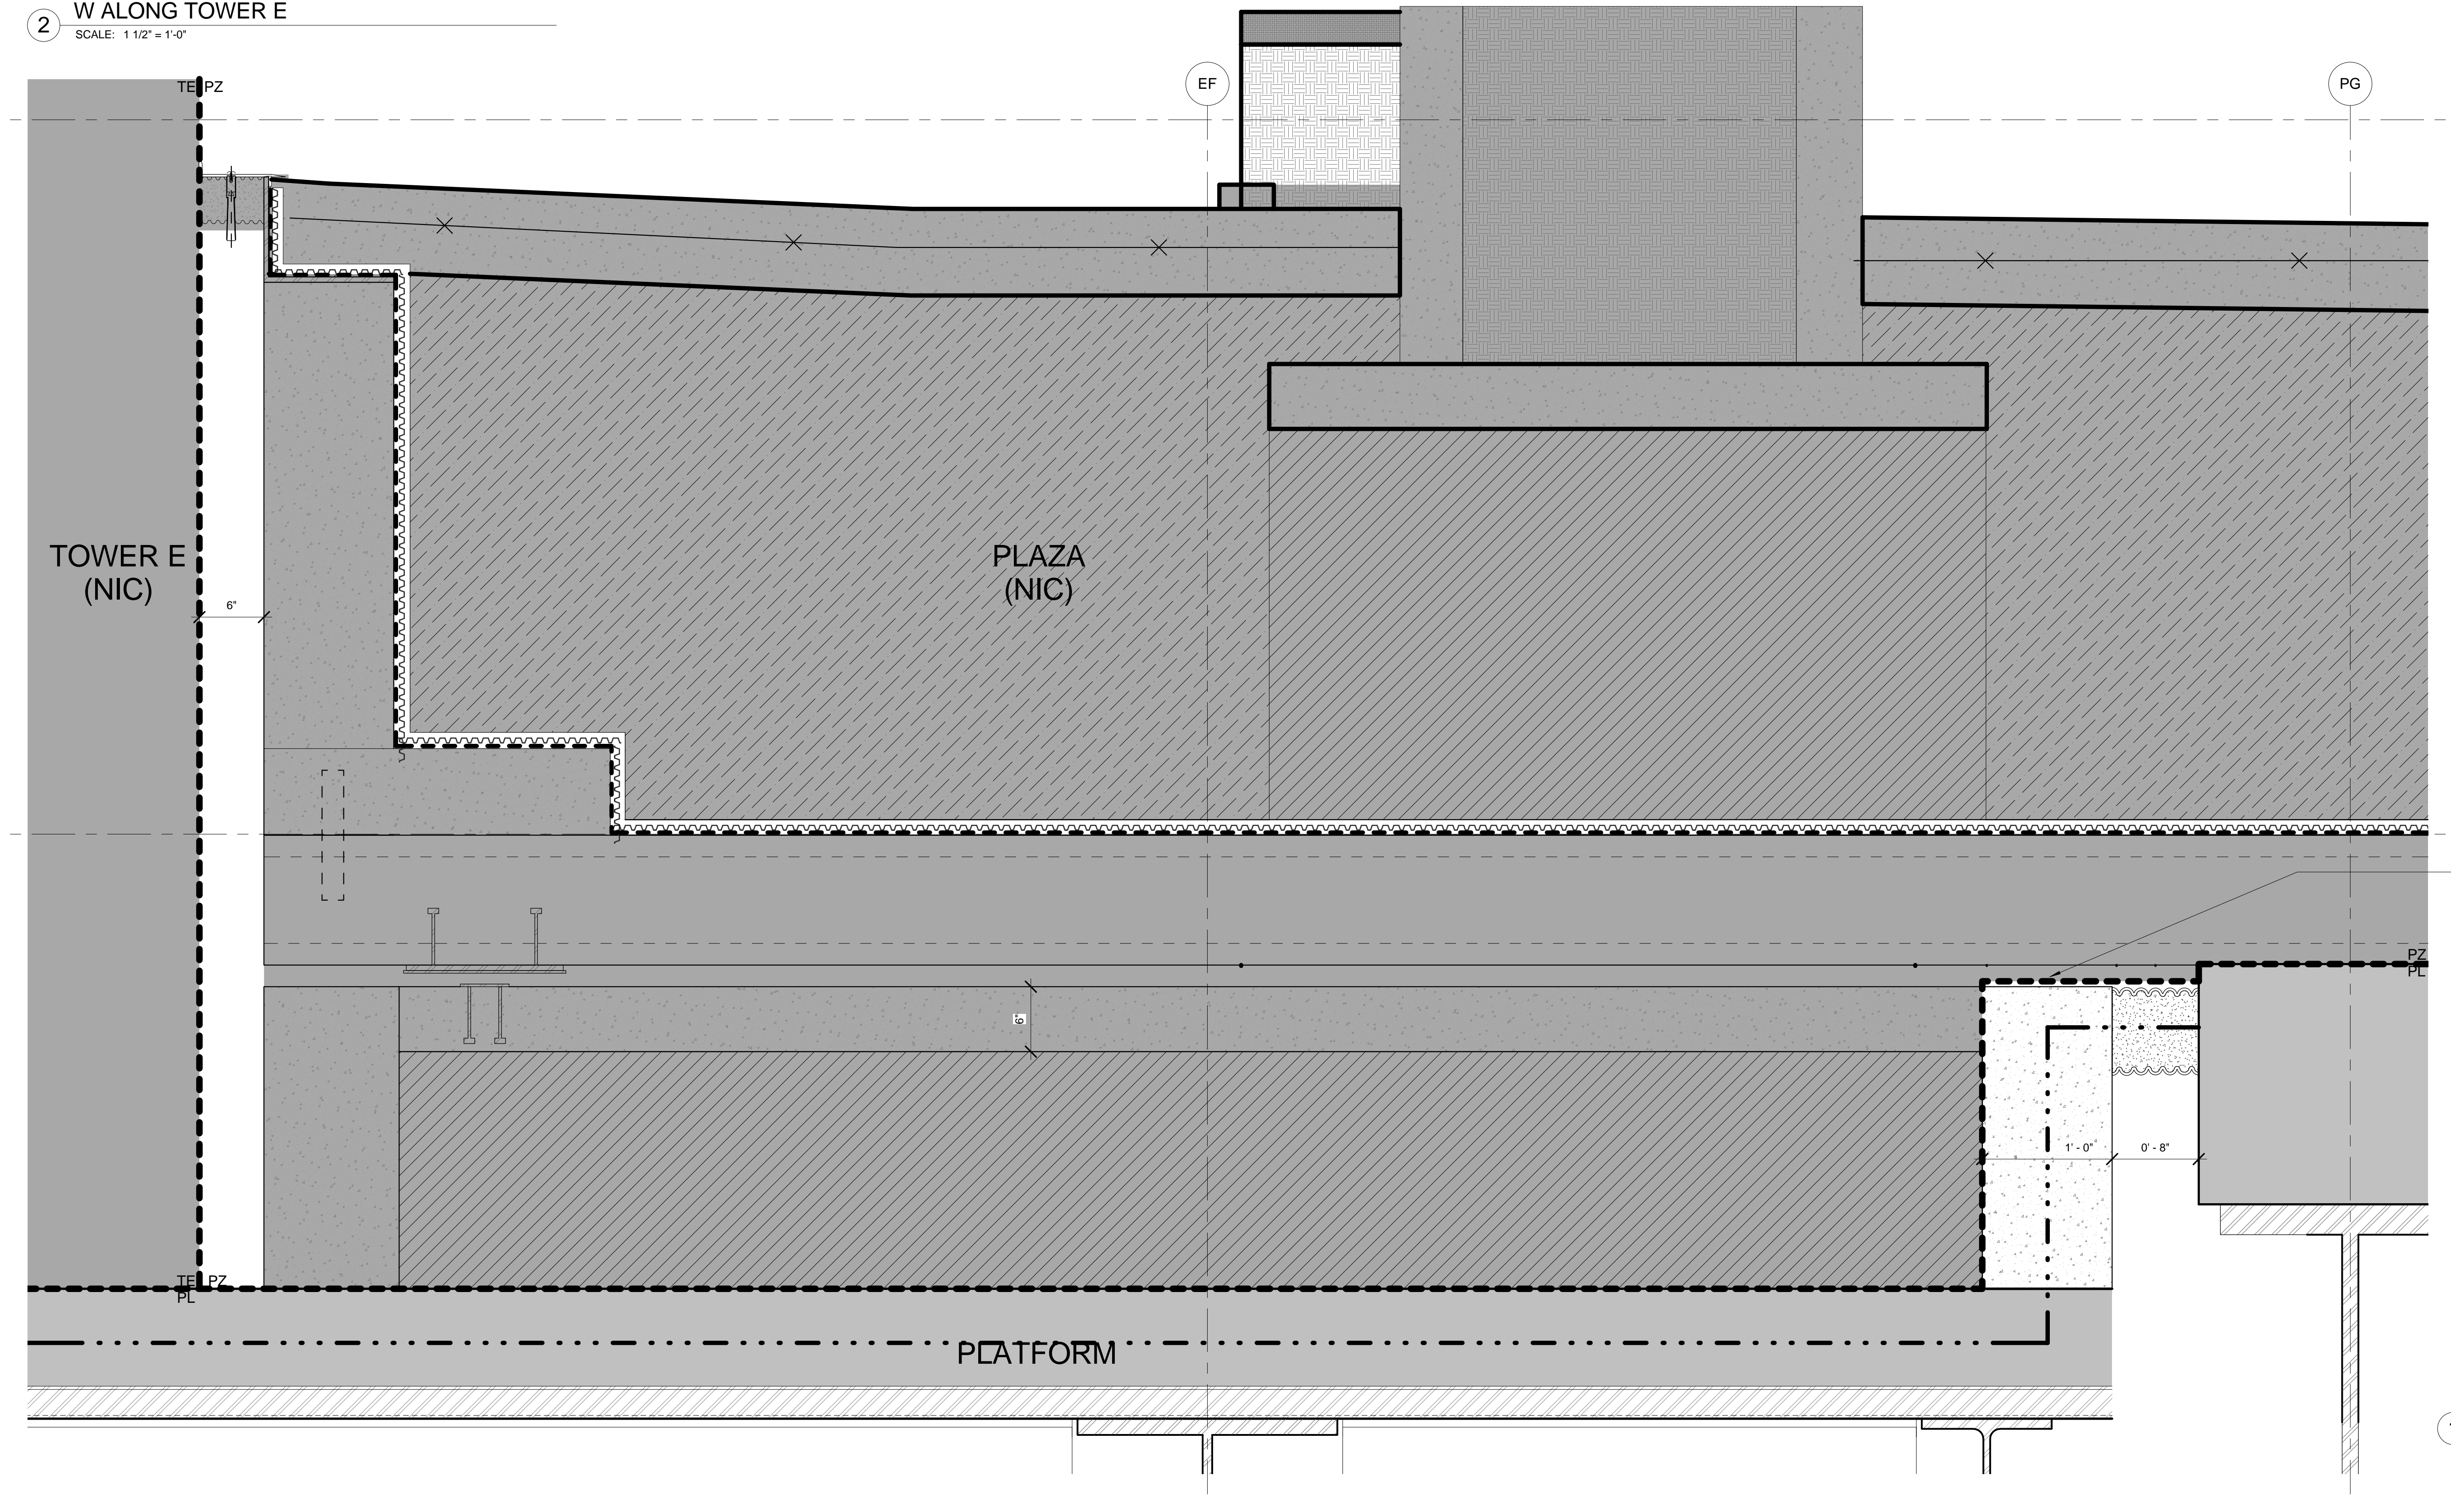 W ALONG TOWER E
2
SCALE: 1 1/2" = 1'-0"
TE PZ
EF
PG
TOWER E
(NIC)
PLAZA
(NIC)
6"
PZ
PL
6"
1' - 0"
0' - 8"
TE PZ
PL
PLATFORM